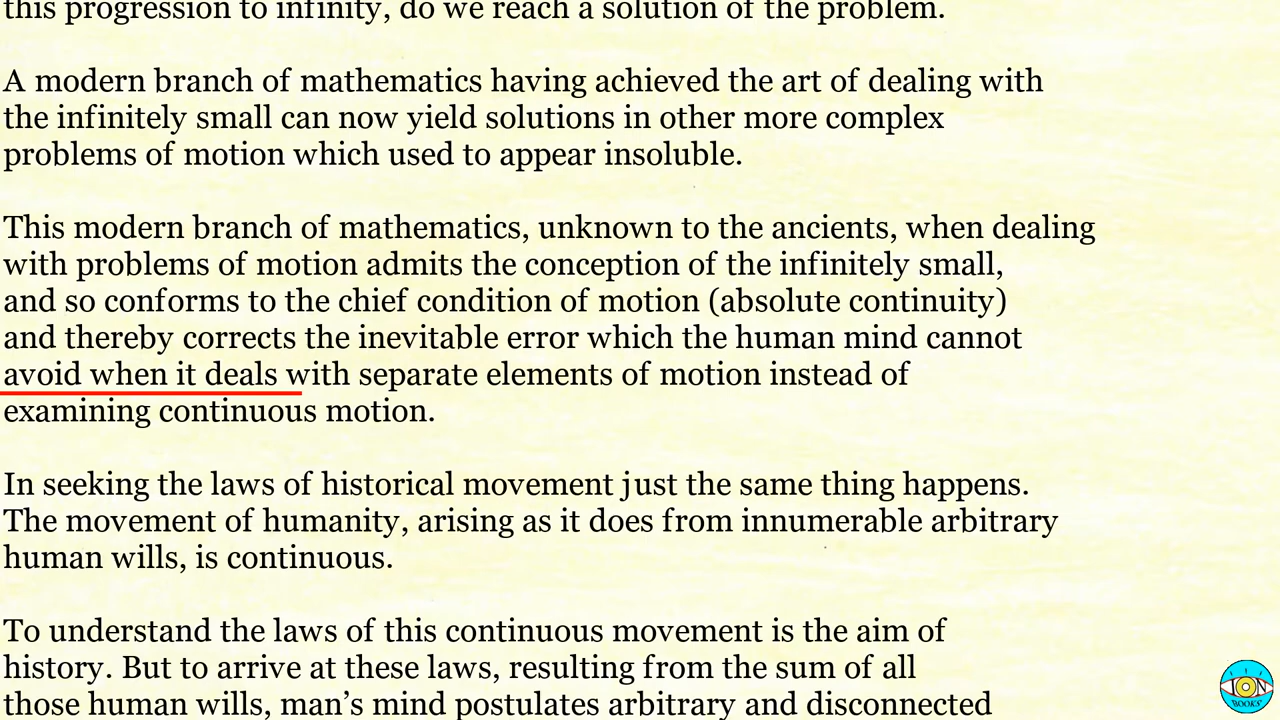 this progression to infinity, do we reach a solution of the problem.
A modern branch of mathematics having achieved the art of dealing with
the infinitely small can now yield solutions in other more complex
problems of motion which used to appear insoluble.
This modern branch of mathematics, unknown to the ancients, when dealing
with problems of motion admits the conception of the infinitely small,
and so conforms to the chief condition of motion (absolute continuity)
and thereby corrects the inevitable error which the human mind cannot
avoid when it deals with separate elements of motion instead of
examining continuous motion.
In seeking the laws of historical movement just the same thing happens.
The movement of humanity, arising as it does from innumerable arbitrary
human wills, is continuous.
To understand the laws of this continuous movement is the aim of
history. But to arrive at these laws, resulting from the sum of all
those human wills, man’s mind postulates arbitrary and disconnected
ION
BOOKS